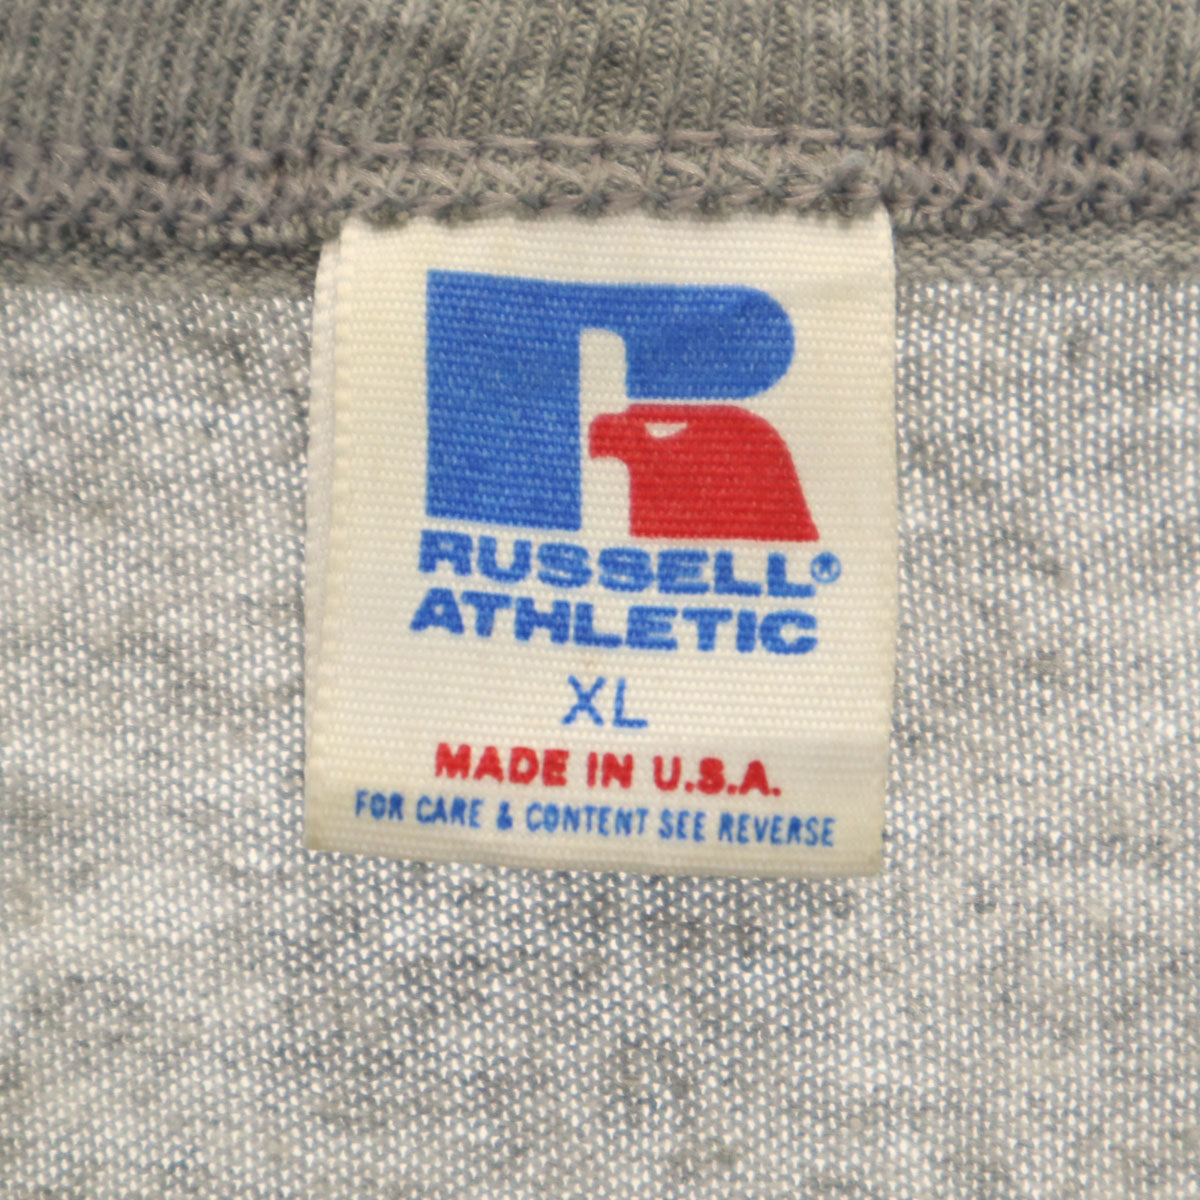 RUSSELL®
ATHLETIC
XL
MADE IN U.S.A.
FOR CARE & CONTENT SEE REVERSE